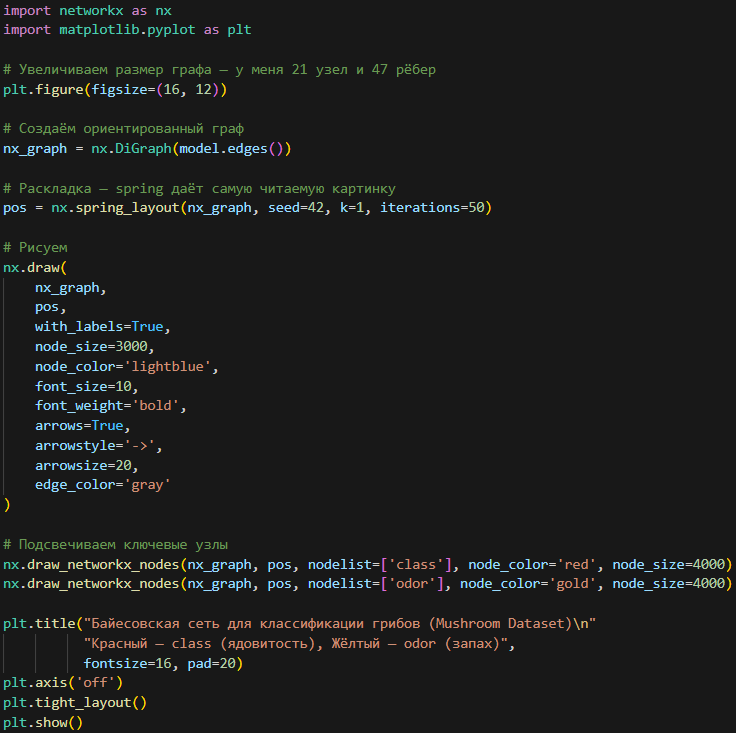 import networkx as nx
import matplotlib.pyplot as plt

# Увеличиваем размер графа — у меня 21 узел и 47 рёбер
plt.figure(figsize=(16, 12))

# Создаём ориентированный граф
nx_graph = nx.DiGraph(model.edges())

# Раскладка — spring даёт самую читаемую картинку
pos = nx.spring_layout(nx_graph, seed=42, k=1, iterations=50)

# Рисуем
nx.draw(
    nx_graph,
    pos,
    with_labels=True,
    node_size=3000,
    node_color='lightblue',
    font_size=10,
    font_weight='bold',
    arrows=True,
    arrowstyle='->',
    arrowsize=20,
    edge_color='gray'
)

# Подсвечиваем ключевые узлы
nx.draw_networkx_nodes(nx_graph, pos, nodelist=['class'], node_color='red', node_size=4000)
nx.draw_networkx_nodes(nx_graph, pos, nodelist=['odor'], node_color='gold', node_size=4000)

plt.title("Байесовская сеть для классификации грибов (Mushroom Dataset)\n"
          "Красный — class (ядовитость), Жёлтый — odor (запах)",
          fontsize=16, pad=20)
plt.axis('off')
plt.tight_layout()
plt.show()